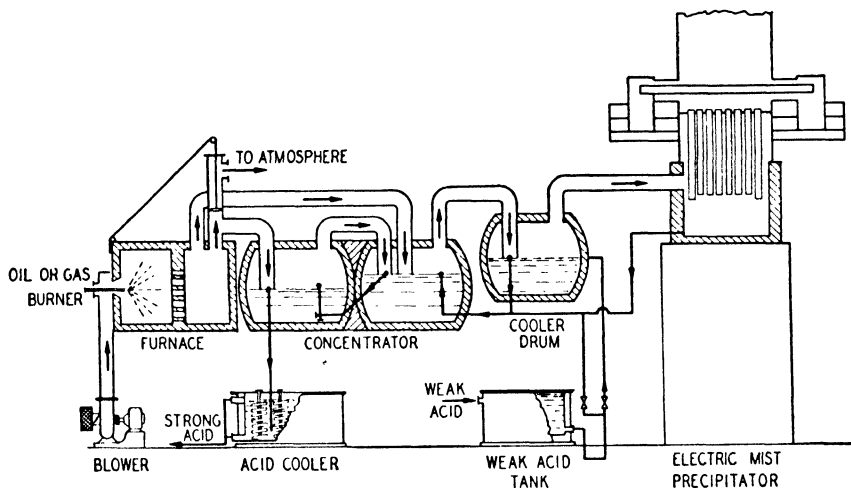 TO ATMOSPHERE
OIL OR GAS
BURNER
FURNACE
CONCENTRATOR
COOLER
DRUM
STRONG
ACID
WEAK
ACID
BLOWER
ACID COOLER
WEAK ACID
TANK
ELECTRIC MIST
PRECIPITATOR